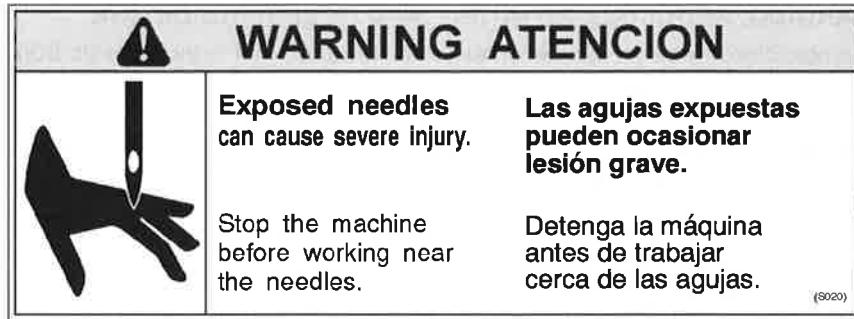 WARNING ATENCION
Exposed needles
can cause severe injury.
Stop the machine
before working near
the needles.
Las agujas expuestas
pueden ocasionar
lesión grave.
Detenga la máquina
antes de trabajar
cerca de las agujas.
(S020)